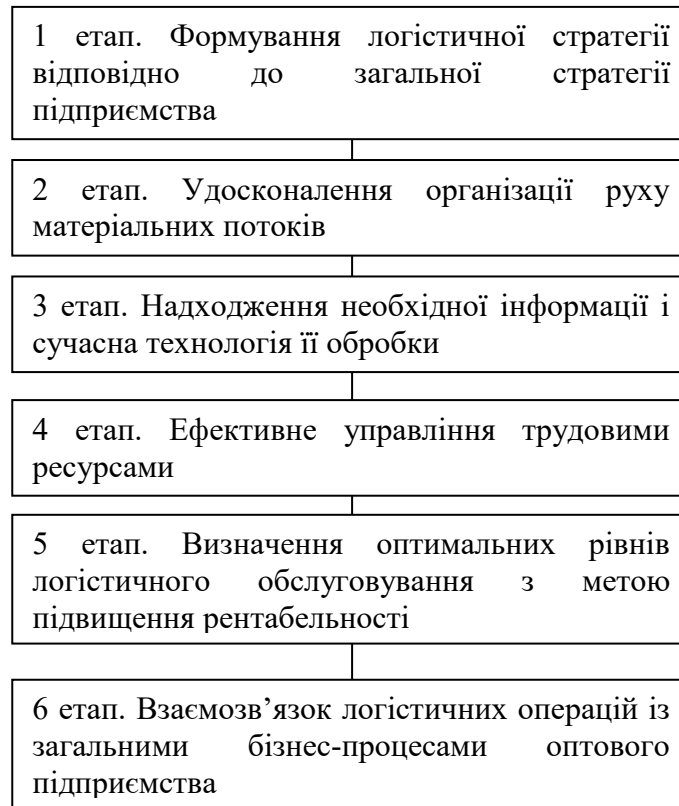 1 етап. Формування логістичної стратегії
відповідно до загальної стратегії
підприємства
2 етап. Удосконалення організації руху
матеріальних потоків
3 етап. Надходження необхідної інформації і
сучасна технологія її обробки
4 етап. Ефективне управління трудовими
ресурсами
5 етап. Визначення оптимальних рівнів
логістичного обслуговування з метою
підвищення рентабельності
6 етап. Взаємозв’язок логістичних операцій із
загальними бізнес-процесами оптового
підприємства